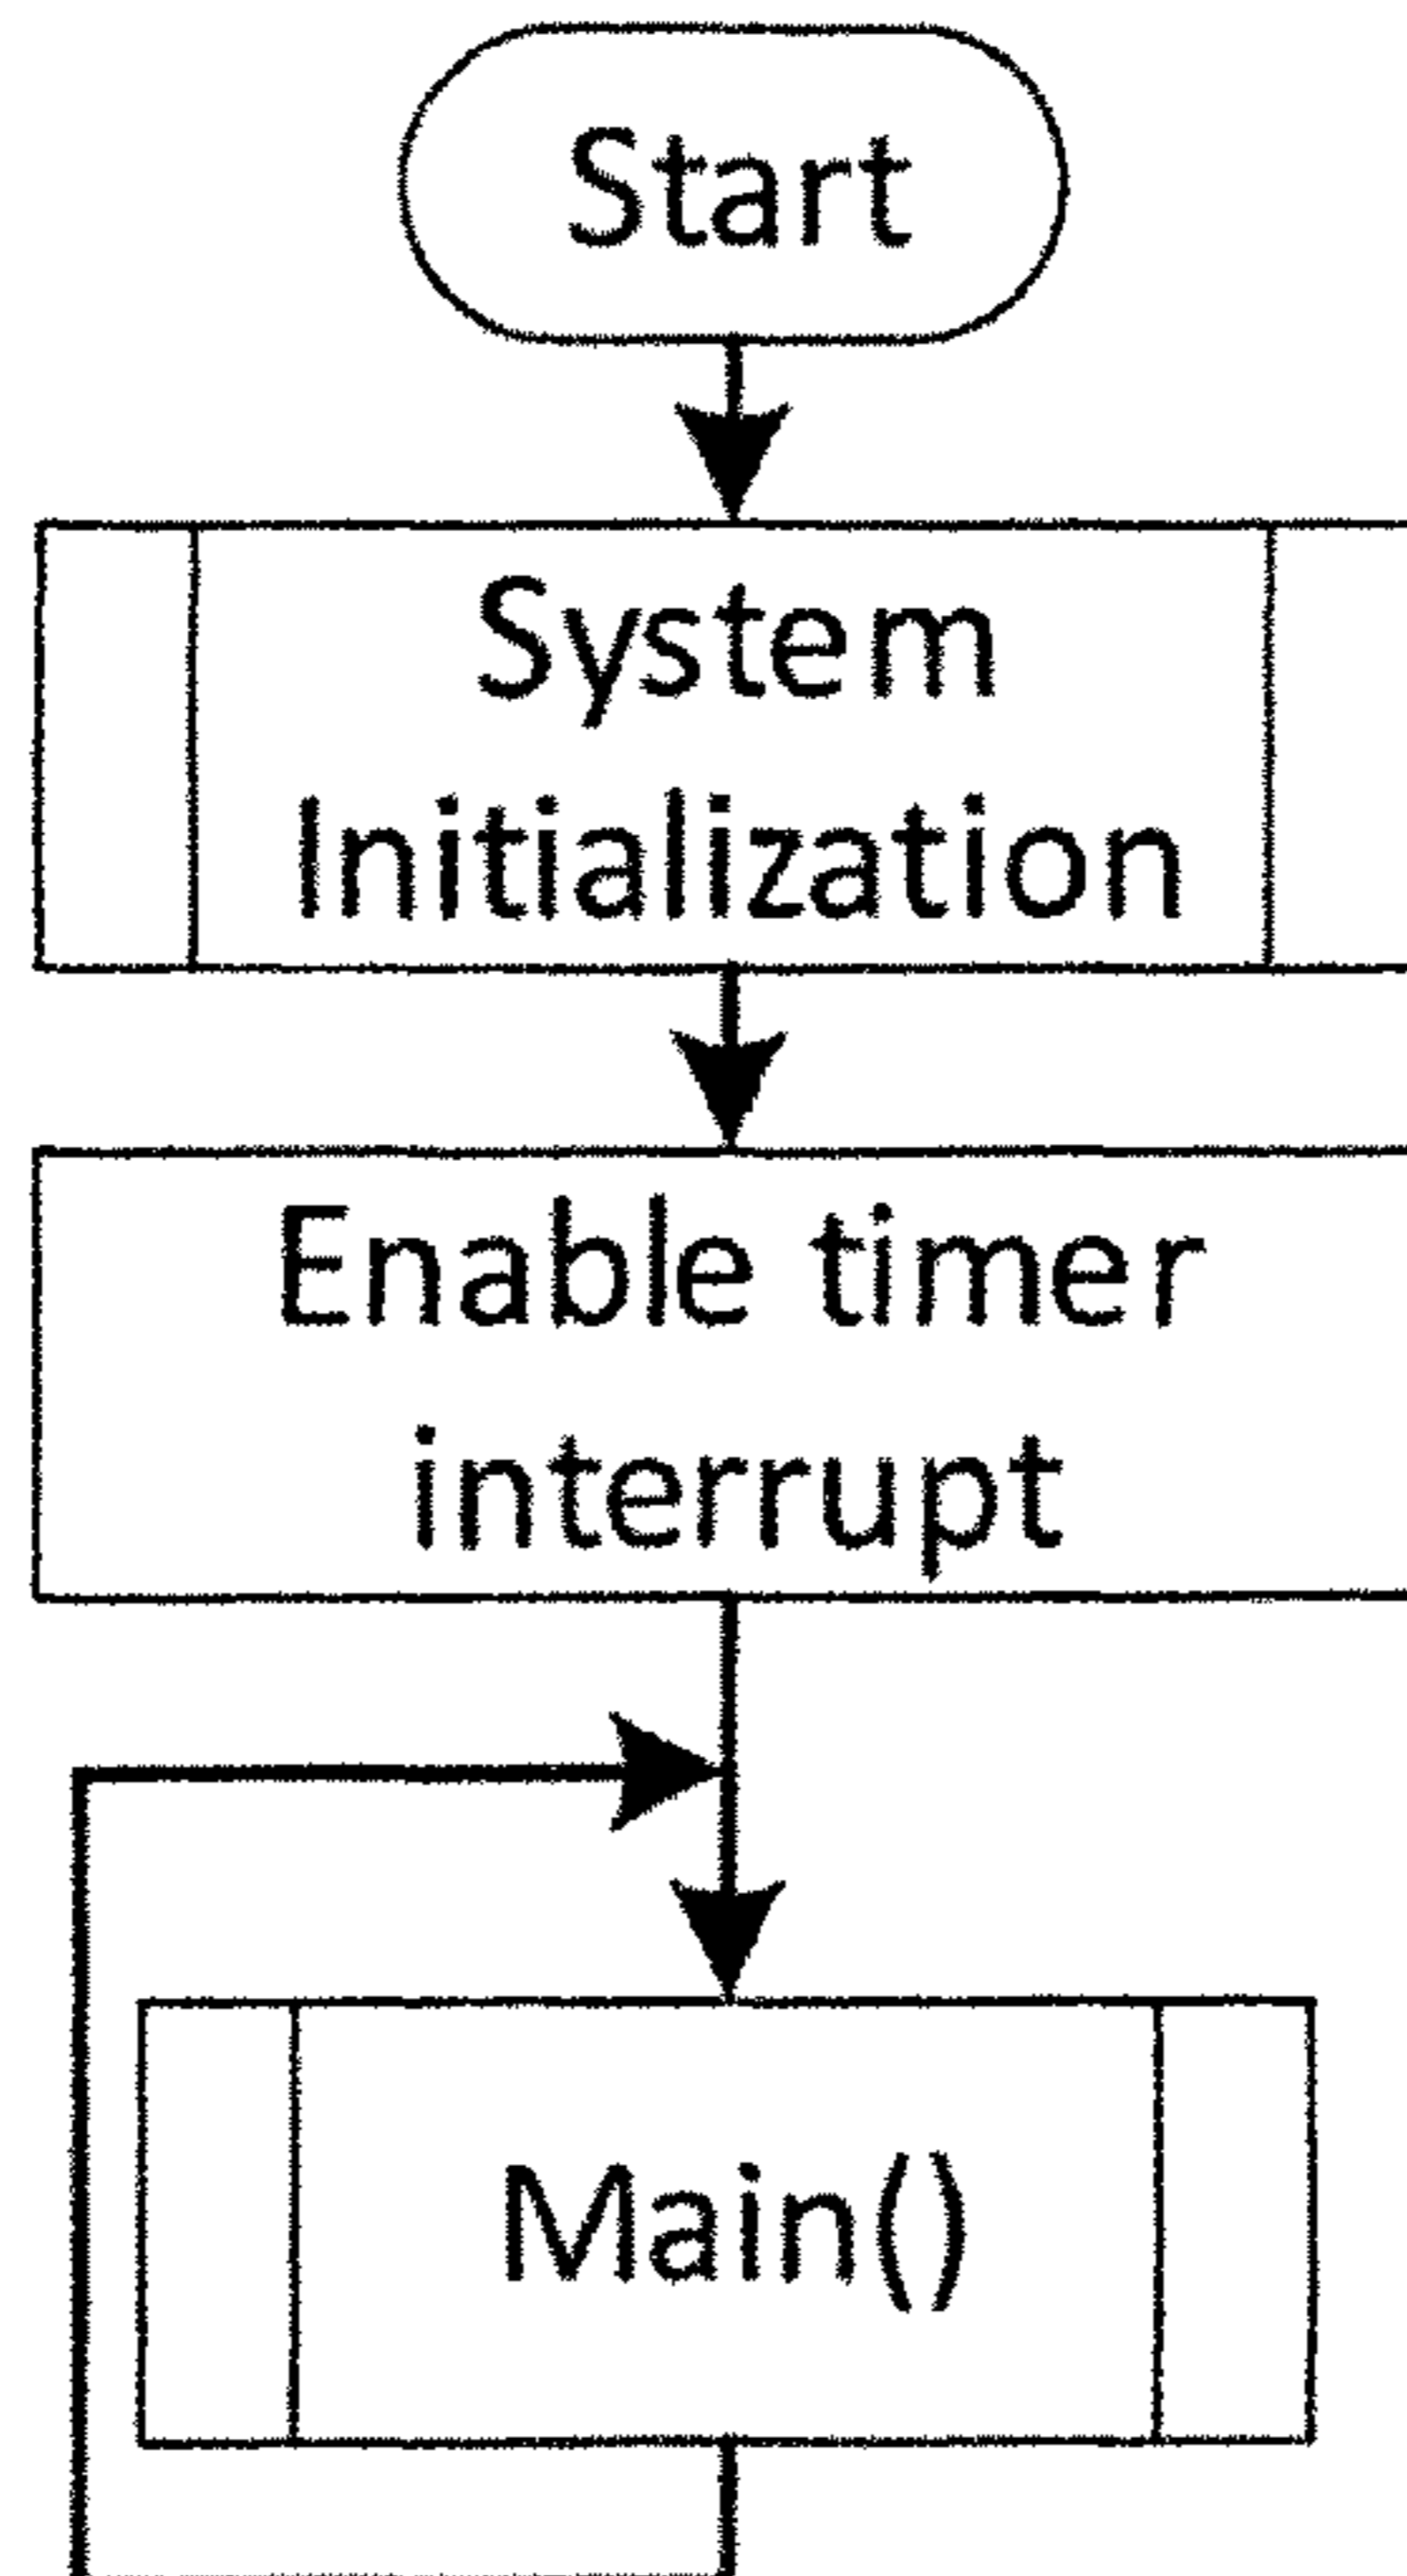 Start
System
Initialization
Enable timer
interrupt
Main()